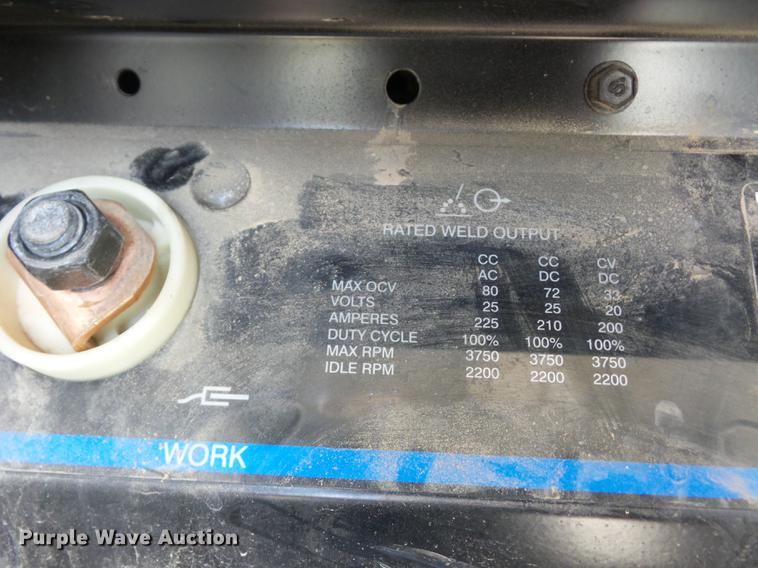 RATED WELD OUTPUT
CC CC CV
AC DC DC
MAX OCV 80 72 33
VOLTS 25 25 20
AMPERES 225 210 200
DUTY CYCLE 100% 100% 100%
MAX RPM 3750 3750 3750
IDLE RPM 2200 2200 2200
WORK
Purple Wave Auction